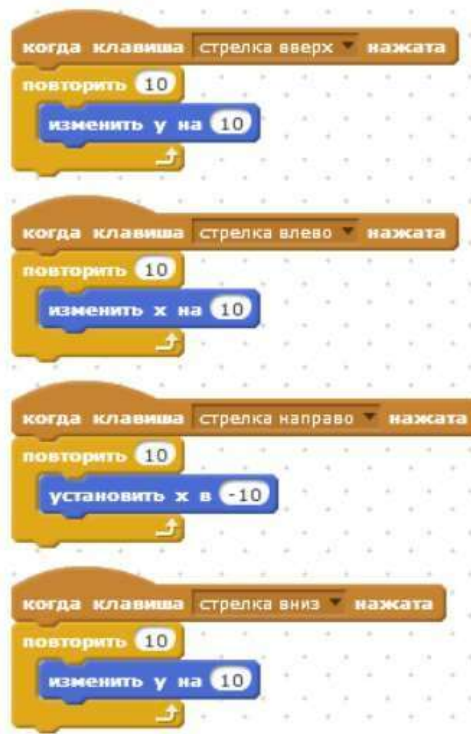 когда клавиша стрелка вверх нажата
повторить 10
изменить y на 10
когда клавиша стрелка влево нажата
повторить 10
изменить x на 10
когда клавиша стрелка направо нажата
повторить 10
установить x в -10
когда клавиша стрелка вниз нажата
повторить 10
изменить y на 10